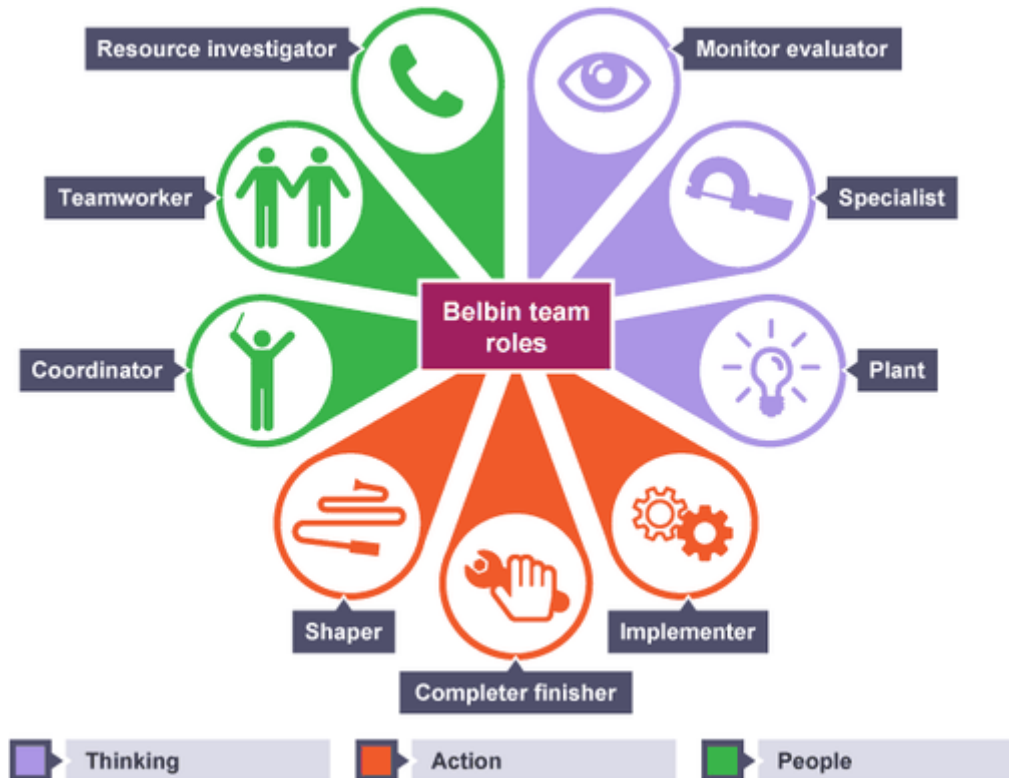 Resource investigator
Monitor evaluator
Teamworker
Specialist
Belbin team
roles
Coordinator
Plant
Shaper
Implementer
Completer finisher
Thinking
Action
People